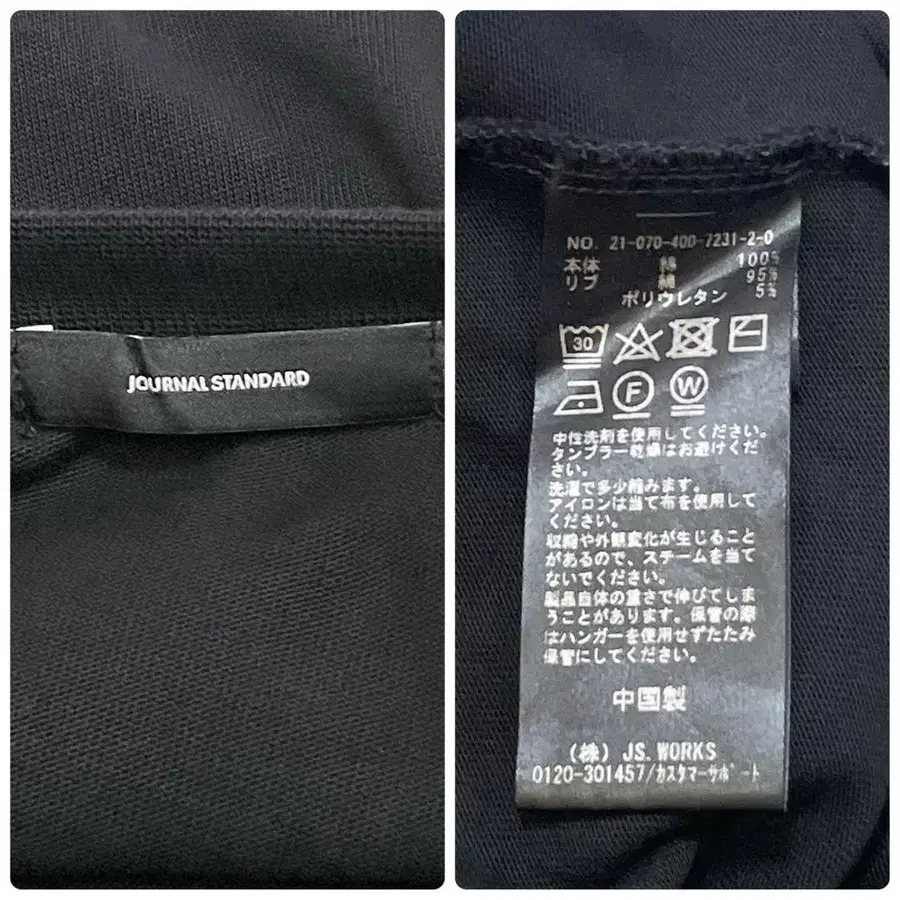 JOURNAL STANDARD
NO. 21-070-400-7231-2-0
本体 綿 100%
リブ 綿 95%
ポリウレタン 5%
30
F W
中性洗剤を使用してください。
タンブラー乾燥はお避けくだ
さい。
洗濯で多少縮みます。
アイロンは当て布を使用して
ください。
収縮や外観変化が生じること
があるので、スチームを当て
ないでください。
製品自体の重さで伸びてしま
うことがあります。保管の際
はハンガーを使用せずたたみ
保管にしてください。
中国製
(株) JS.WORKS
0120-301457/カスタマーサポート